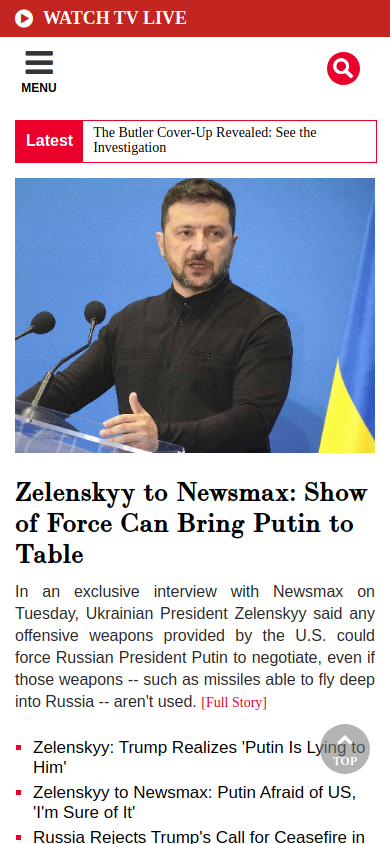 WATCH TV LIVE
MENU
Latest
The Butler Cover-Up Revealed: See the
Investigation
Zelenskyy to Newsmax: Show
of Force Can Bring Putin to
Table
In an exclusive interview with Newsmax on
Tuesday, Ukrainian President Zelenskyy said any
offensive weapons provided by the U.S. could
force Russian President Putin to negotiate, even if
those weapons -- such as missiles able to fly deep
into Russia -- aren't used. [Full Story]
Zelenskyy: Trump Realizes 'Putin Is Lying to
Him'
TOP
Zelenskyy to Newsmax: Putin Afraid of US,
'I'm Sure of It'
Russia Rejects Trump's Call for Ceasefire in